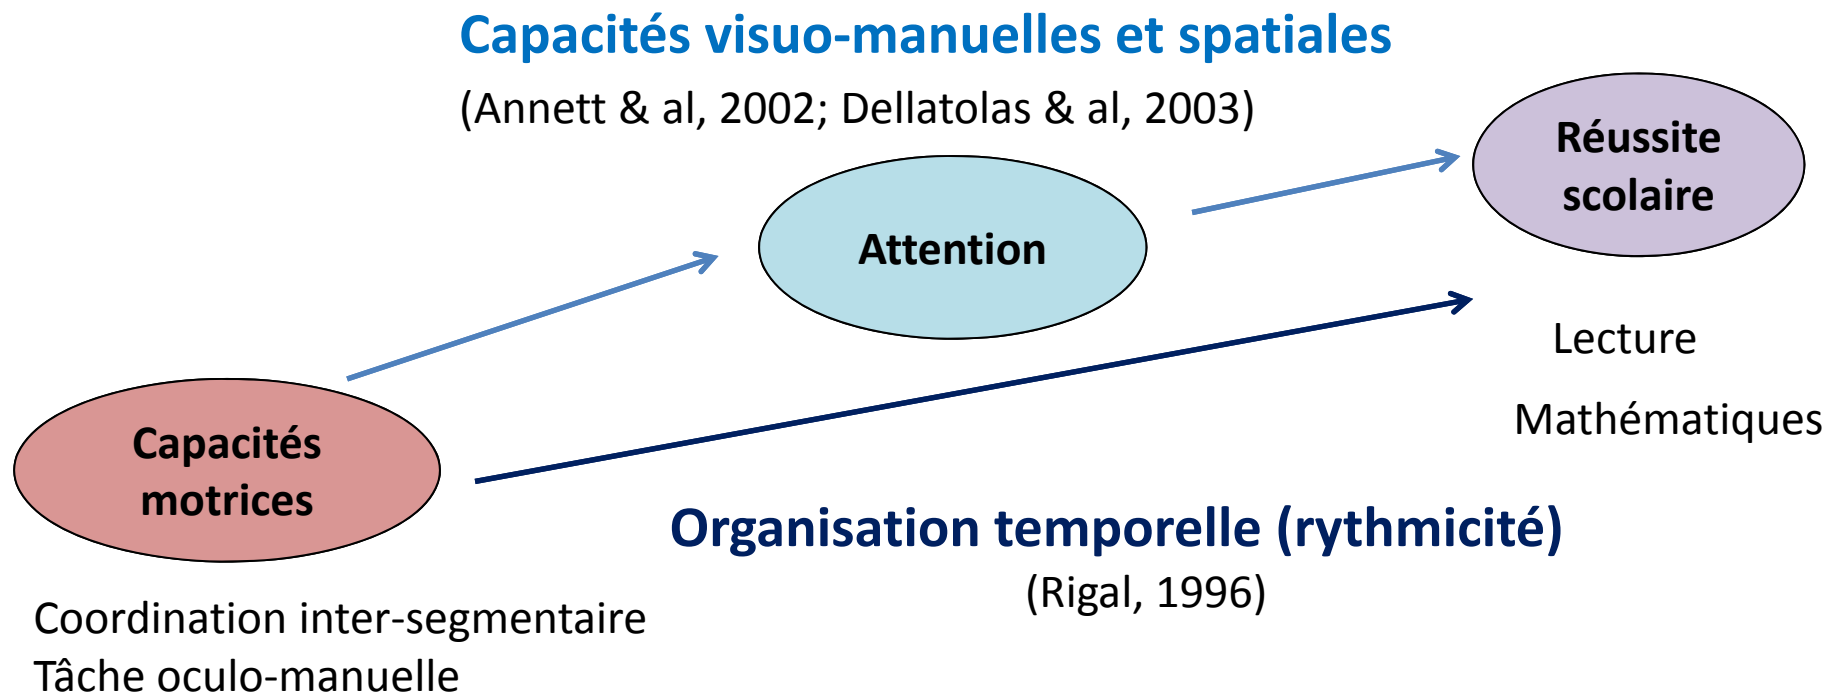 Capacités visuo-manuelles et spatiales
(Annett & al, 2002; Dellatolas & al, 2003)
Réussite
scolaire
Attention
Lecture
Mathématiques
Capacités
motrices
Organisation temporelle (rythmicité)
(Rigal, 1996)
Coordination inter-segmentaire
Tâche oculo-manuelle